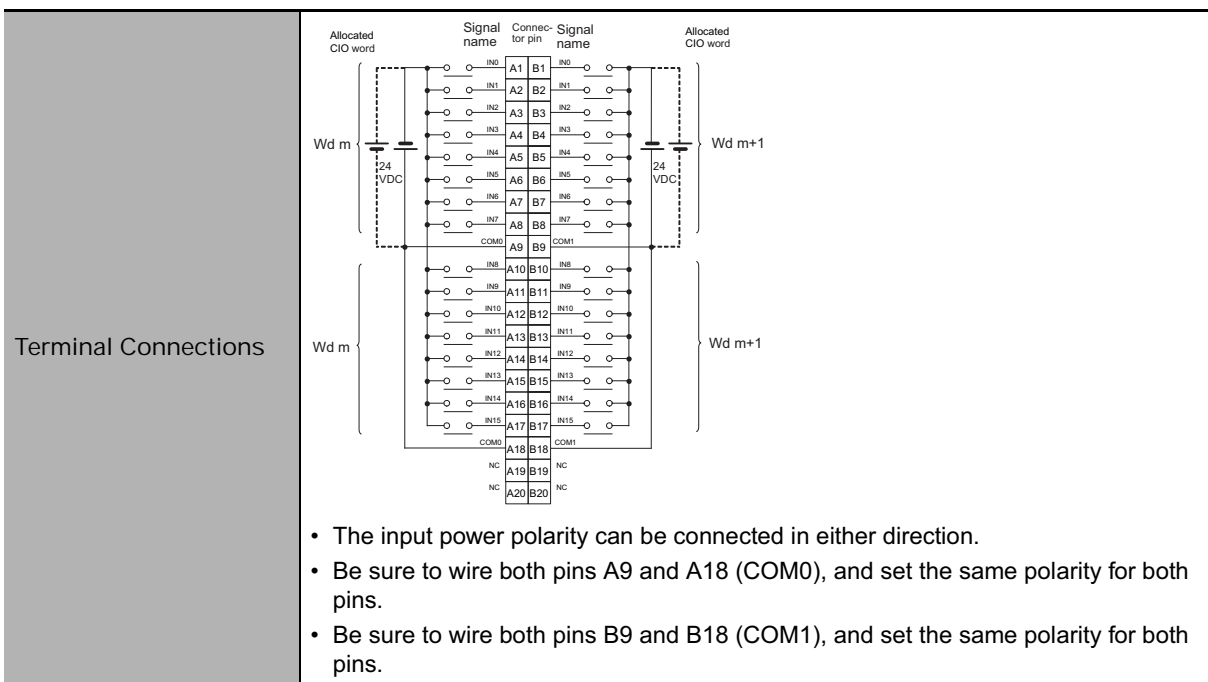 Terminal Connections
Allocated CIO word
Signal name
Connec-tor pin
Signal name
Allocated CIO word
IN0 A1 B1 IN0
IN1 A2 B2 IN1
IN2 A3 B3 IN2
IN3 A4 B4 IN3
Wd m
Wd m+1
IN4 A5 B5 IN4
24 VDC
24 VDC
IN5 A6 B6 IN5
IN6 A7 B7 IN6
IN7 A8 B8 IN7
COM0 A9 B9 COM1
IN8 A10 B10 IN8
IN9 A11 B11 IN9
IN10 A12 B12 IN10
IN11 A13 B13 IN11
Wd m
Wd m+1
IN12 A14 B14 IN12
IN13 A15 B15 IN13
IN14 A16 B16 IN14
IN15 A17 B17 IN15
COM0 A18 B18 COM1
NC A19 B19 NC
NC A20 B20 NC
• The input power polarity can be connected in either direction.
• Be sure to wire both pins A9 and A18 (COM0), and set the same polarity for both
pins.
• Be sure to wire both pins B9 and B18 (COM1), and set the same polarity for both
pins.